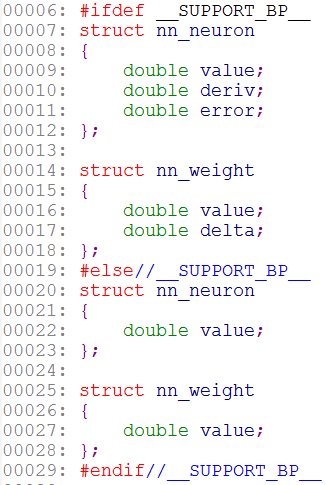 00006: #ifdef __SUPPORT_BP__
00007: struct nn_neuron
00008: {
00009:     double value;
00010:     double deriv;
00011:     double error;
00012: };
00013:
00014: struct nn_weight
00015: {
00016:     double value;
00017:     double delta;
00018: };
00019: #else//__SUPPORT_BP__
00020: struct nn_neuron
00021: {
00022:     double value;
00023: };
00024:
00025: struct nn_weight
00026: {
00027:     double value;
00028: };
00029: #endif//__SUPPORT_BP__